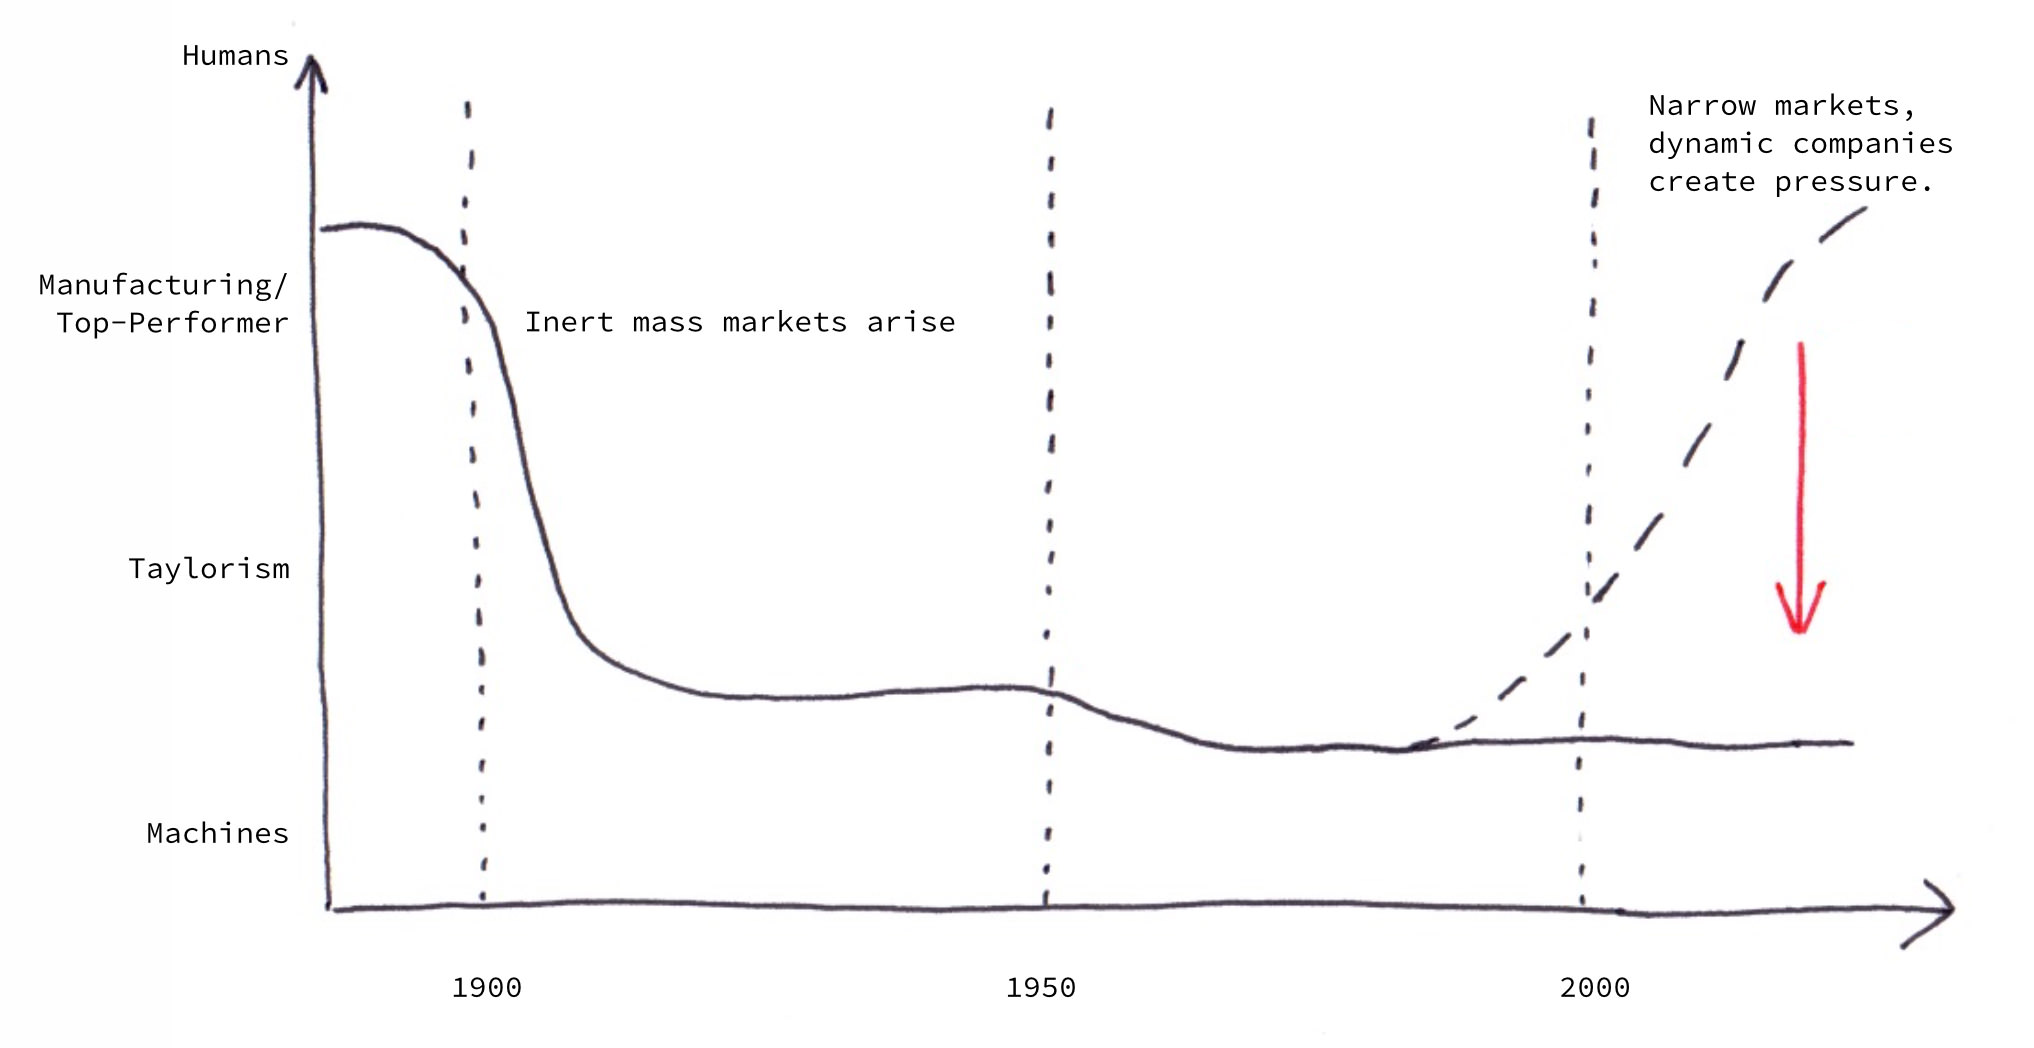 Humans
Narrow markets,
dynamic companies
create pressure.
Manufacturing/
Top-Performer
Inert mass markets arise
Taylorism
Machines
1900
1950
2000